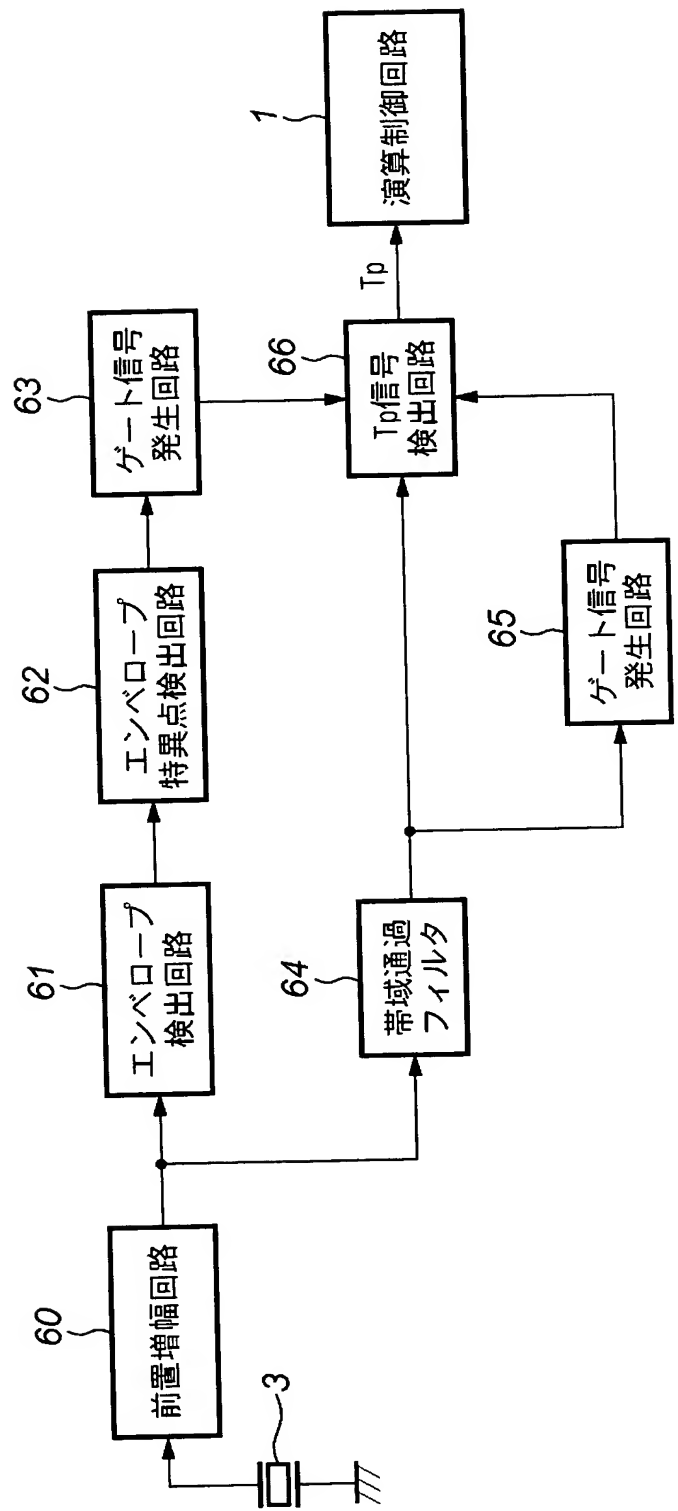 3
60
前置増幅回路
61
エンベロープ
検出回路
62
エンベロープ
特異点検出回路
63
ゲート信号
発生回路
64
帯域通過
フィルタ
65
ゲート信号
発生回路
66
Tp信号
検出回路
Tp
1
演算制御回路